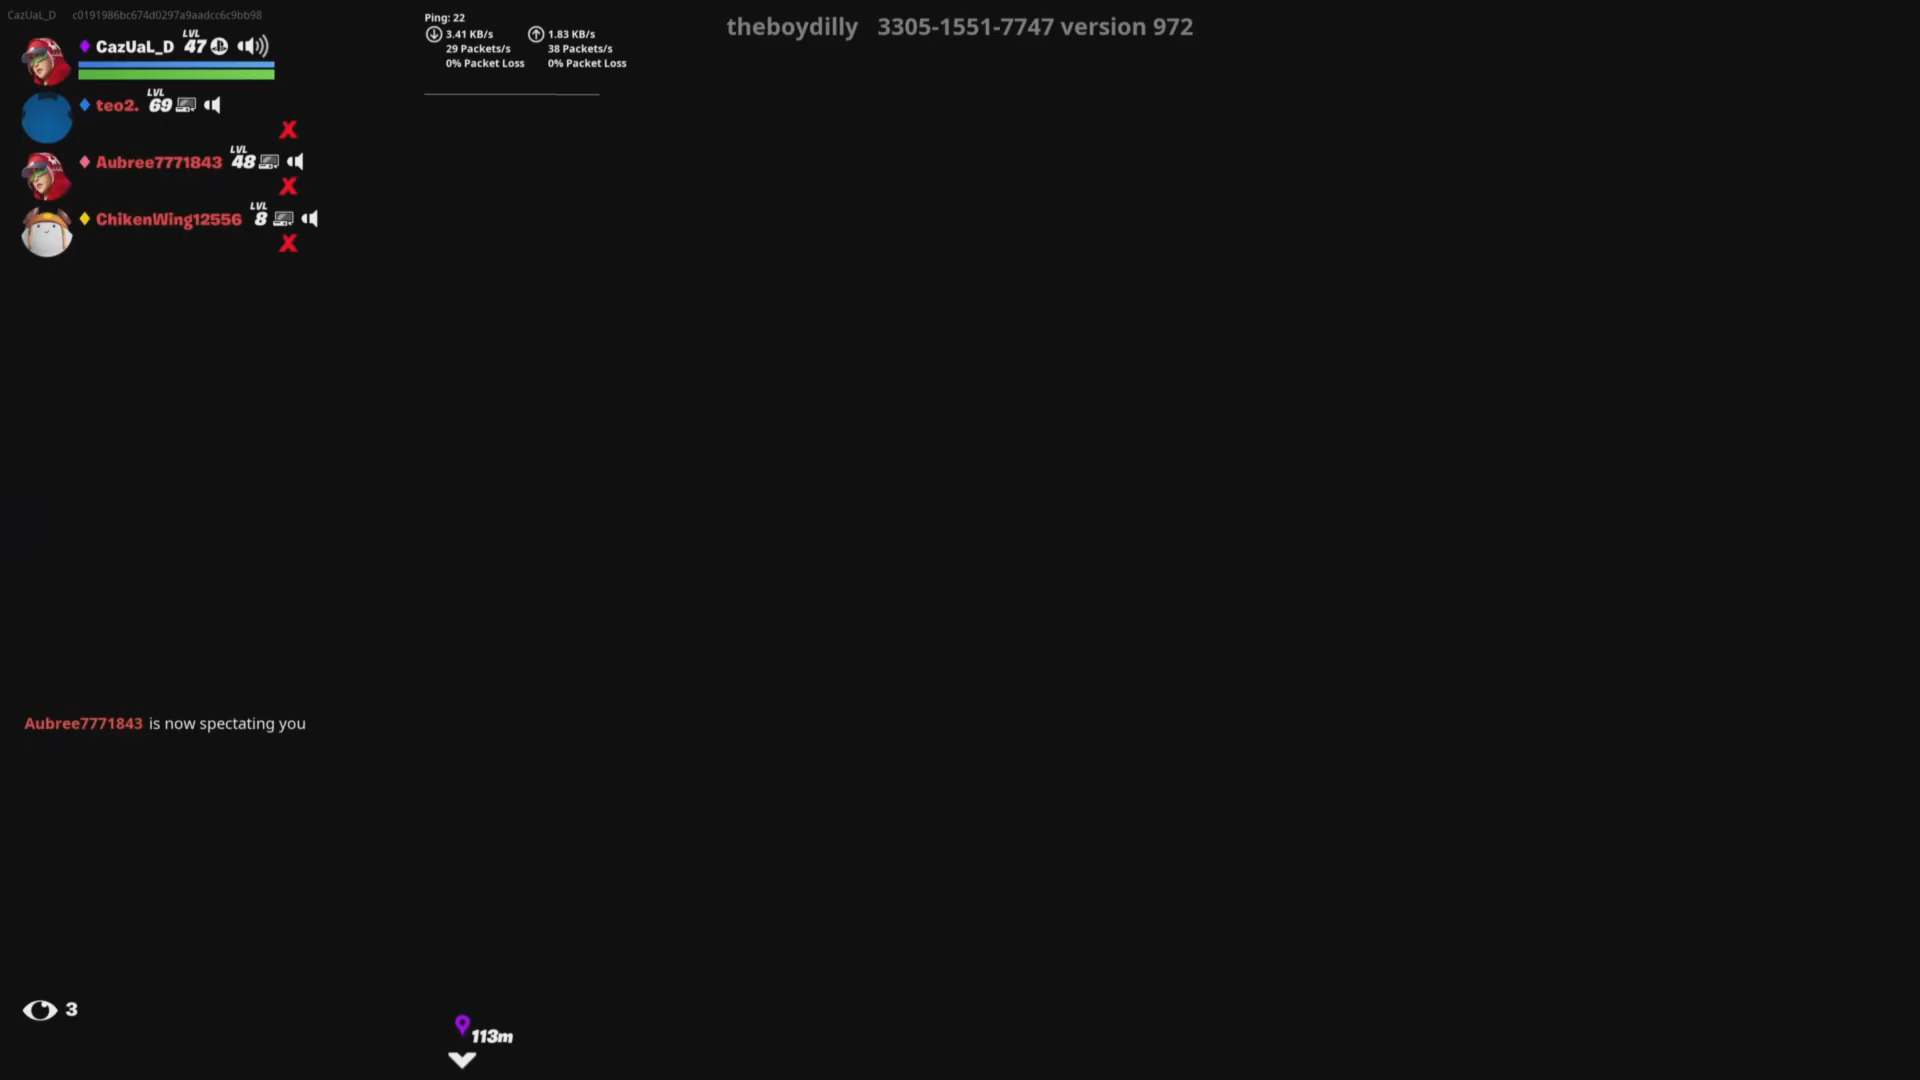 CazUaL_D c0191986bc674d0297a9aadcc6c9bb98
CazUaL_D LVL 47
teo2. LVL 69
X
Aubree7771843 LVL 48
X
ChikenWing12556 LVL 8
X
Ping: 22
3.41 KB/s 1.83 KB/s
29 Packets/s 38 Packets/s
0% Packet Loss 0% Packet Loss
theboydilly 3305-1551-7747 version 972
Aubree7771843 is now spectating you
3
113m